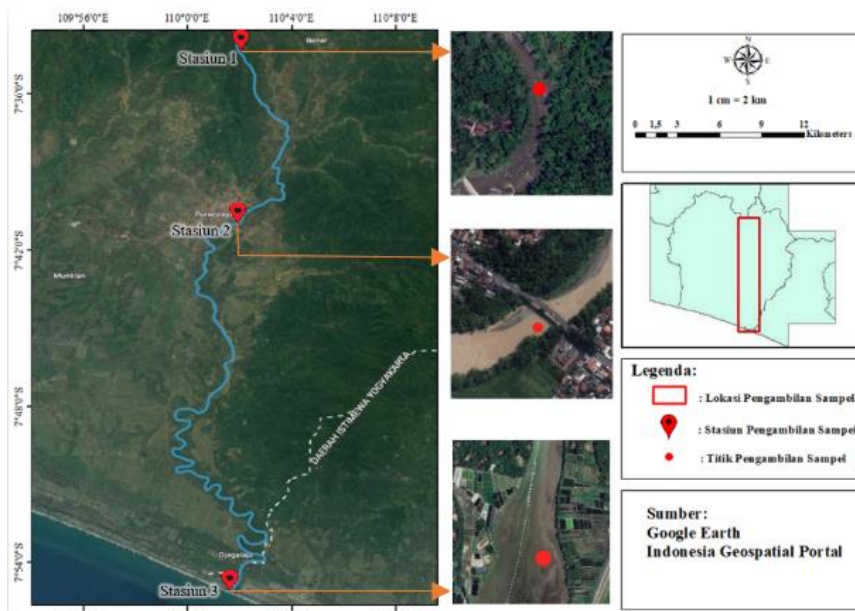 109°56'0"E 110°0'0"E 110°4'0"E 110°8'0"E
Stasiun 1
Bener
7°36'0"S
Stasiun 2
7°42'0"S
7°48'0"S
DAERAH ISTIMEWA YOGYAKARTA
7°54'0"S
Stasiun 3
N
W E
S
1 cm = 2 km
0 1,5 3 6 9 12
Kilometers
Legenda:
: Lokasi Pengambilan Sampel
: Stasiun Pengambilan Sampel
: Titik Pengambilan Sampel
Sumber:
Google Earth
Indonesia Geospatial Portal